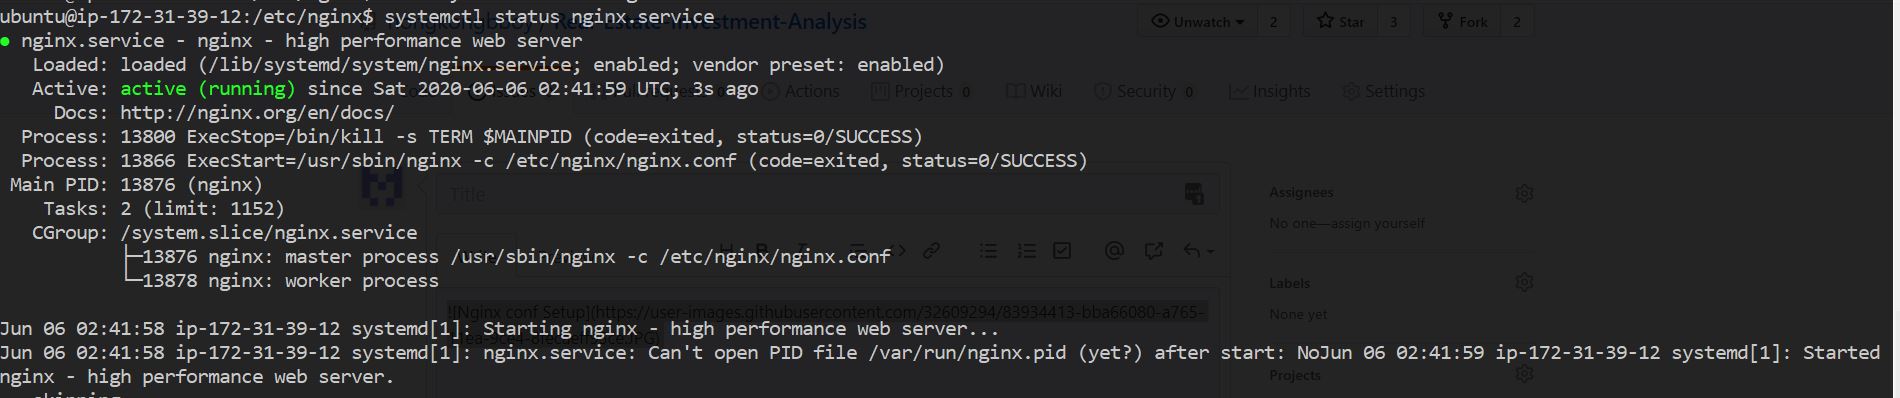 ubuntu@ip-172-31-39-12:/etc/nginx$ systemctl status nginx.service
● nginx.service - nginx - high performance web server
Loaded: loaded (/lib/systemd/system/nginx.service; enabled; vendor preset: enabled)
Active: active (running) since Sat 2020-06-06 02:41:59 UTC; 3s ago
Docs: http://nginx.org/en/docs/
Process: 13800 ExecStop=/bin/kill -s TERM $MAINPID (code=exited, status=0/SUCCESS)
Process: 13866 ExecStart=/usr/sbin/nginx -c /etc/nginx/nginx.conf (code=exited, status=0/SUCCESS)
Main PID: 13876 (nginx)
Tasks: 2 (limit: 1152)
CGroup: /system.slice/nginx.service
├─13876 nginx: master process /usr/sbin/nginx -c /etc/nginx/nginx.conf
└─13878 nginx: worker process
Jun 06 02:41:58 ip-172-31-39-12 systemd[1]: Starting nginx - high performance web server...
Jun 06 02:41:58 ip-172-31-39-12 systemd[1]: nginx.service: Can't open PID file /var/run/nginx.pid (yet?) after start: NoJun 06 02:41:59 ip-172-31-39-12 systemd[1]: Started
nginx - high performance web server.
Real-Estate-Investment-Analysis
Unwatch 2 Star 3 Fork 2
Actions Projects 0 Wiki Security 0 Insights Settings
Title
![Nginx conf Setup](https://user-images.githubusercontent.com/32609294/83934413-bba66080-a765-
Assignees
No one—assign yourself
Labels
None yet
Projects